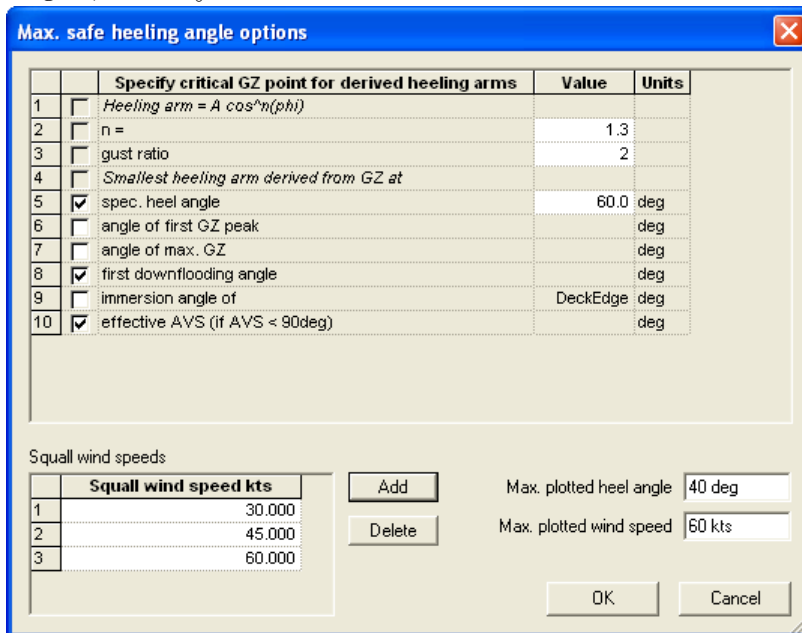 Max. safe heeling angle options
Specify critical GZ point for derived heeling arms Value Units
1 Heeling arm = A cos^n(phi)
2 n = 1.3
3 gust ratio 2
4 Smallest heeling arm derived from GZ at
5 spec. heel angle 60.0 deg
6 angle of first GZ peak deg
7 angle of max. GZ deg
8 first downflooding angle deg
9 immersion angle of DeckEdge deg
10 effective AVS (if AVS < 90deg) deg
Squall wind speeds
Squall wind speed kts
1 30.000
2 45.000
3 60.000
Add
Delete
Max. plotted heel angle 40 deg
Max. plotted wind speed 60 kts
OK Cancel